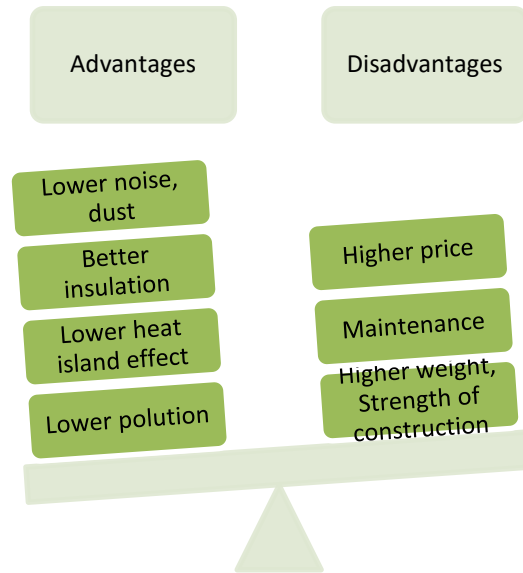 Advantages
Disadvantages
Lower noise,
dust
Better
insulation
Lower heat
island effect
Lower polution
Higher price
Maintenance
Higher weight,
Strength of
construction